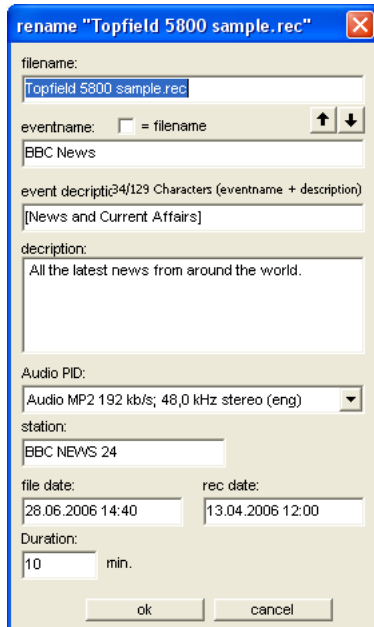 rename "Topfield 5800 sample.rec"
filename:
Topfield 5800 sample.rec
eventname: = filename
BBC News
event decriptic34/129 Characters (eventname + description)
[News and Current Affairs]
decription:
All the latest news from around the world.
Audio PID:
Audio MP2 192 kb/s; 48,0 kHz stereo (eng)
station:
BBC NEWS 24
file date: rec date:
28.06.2006 14:40 13.04.2006 12:00
Duration:
10 min.
ok cancel